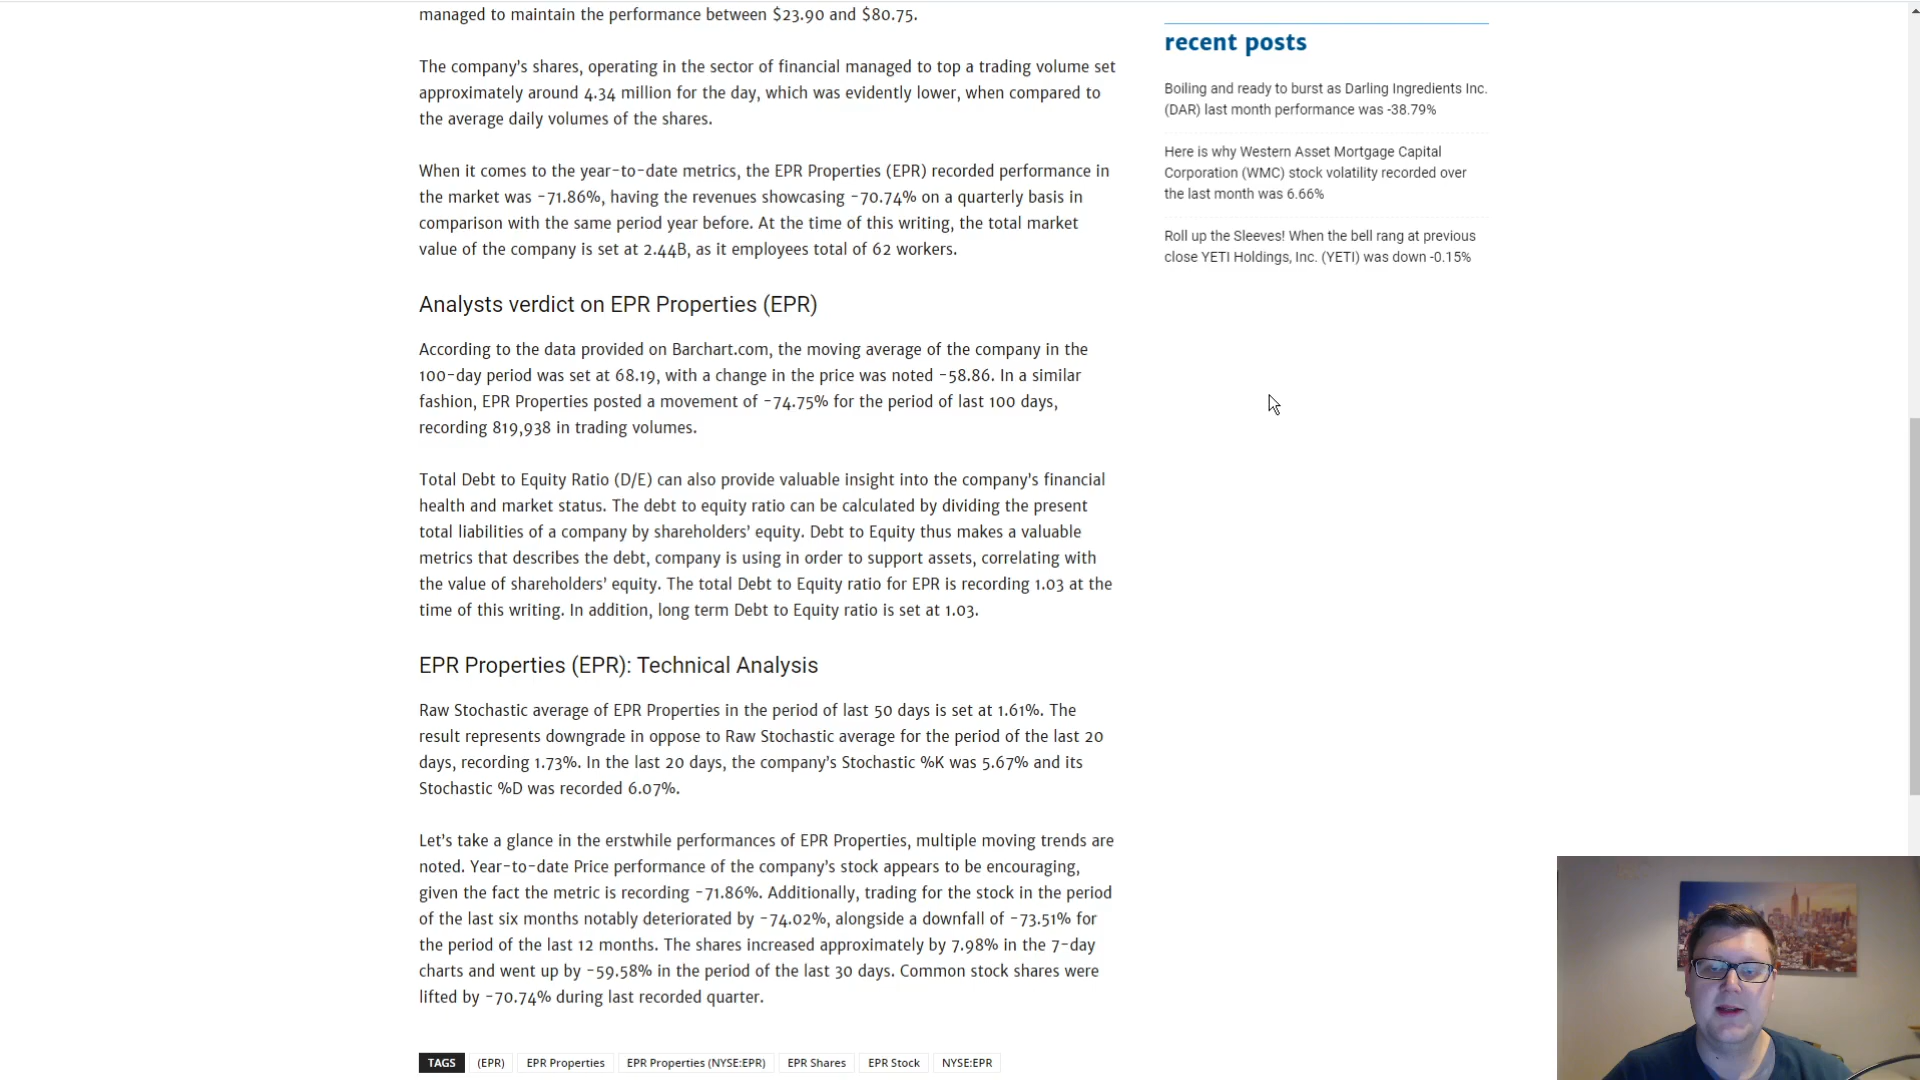 managed to maintain the performance between $23.90 and $80.75.
The company's shares, operating in the sector of financial managed to top a trading volume set
approximately around 4.34 million for the day, which was evidently lower, when compared to
the average daily volumes of the shares.
When it comes to the year-to-date metrics, the EPR Properties (EPR) recorded performance in
the market was -71.86%, having the revenues showcasing -70.74% on a quarterly basis in
comparison with the same period year before. At the time of this writing, the total market
value of the company is set at 2.44B, as it employees total of 62 workers.
Analysts verdict on EPR Properties (EPR)
According to the data provided on Barchart.com, the moving average of the company in the
100-day period was set at 68.19, with a change in the price was noted -58.86. In a similar
fashion, EPR Properties posted a movement of -74.75% for the period of last 100 days,
recording 819,938 in trading volumes.
Total Debt to Equity Ratio (D/E) can also provide valuable insight into the company's financial
health and market status. The debt to equity ratio can be calculated by dividing the present
total liabilities of a company by shareholders' equity. Debt to Equity thus makes a valuable
metrics that describes the debt, company is using in order to support assets, correlating with
the value of shareholders' equity. The total Debt to Equity ratio for EPR is recording 1.03 at the
time of this writing. In addition, long term Debt to Equity ratio is set at 1.03.
EPR Properties (EPR): Technical Analysis
Raw Stochastic average of EPR Properties in the period of last 50 days is set at 1.61%. The
result represents downgrade in oppose to Raw Stochastic average for the period of the last 20
days, recording 1.73%. In the last 20 days, the company's Stochastic %K was 5.67% and its
Stochastic %D was recorded 6.07%.
Let's take a glance in the erstwhile performances of EPR Properties, multiple moving trends are
noted. Year-to-date Price performance of the company's stock appears to be encouraging,
given the fact the metric is recording -71.86%. Additionally, trading for the stock in the period
of the last six months notably deteriorated by -74.02%, alongside a downfall of -73.51% for
the period of the last 12 months. The shares increased approximately by 7.98% in the 7-day
charts and went up by -59.58% in the period of the last 30 days. Common stock shares were
lifted by -70.74% during last recorded quarter.
TAGS (EPR) EPR Properties EPR Properties (NYSE:EPR) EPR Shares EPR Stock NYSE:EPR
recent posts
Boiling and ready to burst as Darling Ingredients Inc.
(DAR) last month performance was -38.79%
Here is why Western Asset Mortgage Capital
Corporation (WMC) stock volatility recorded over
the last month was 6.66%
Roll up the Sleeves! When the bell rang at previous
close YETI Holdings, Inc. (YETI) was down -0.15%